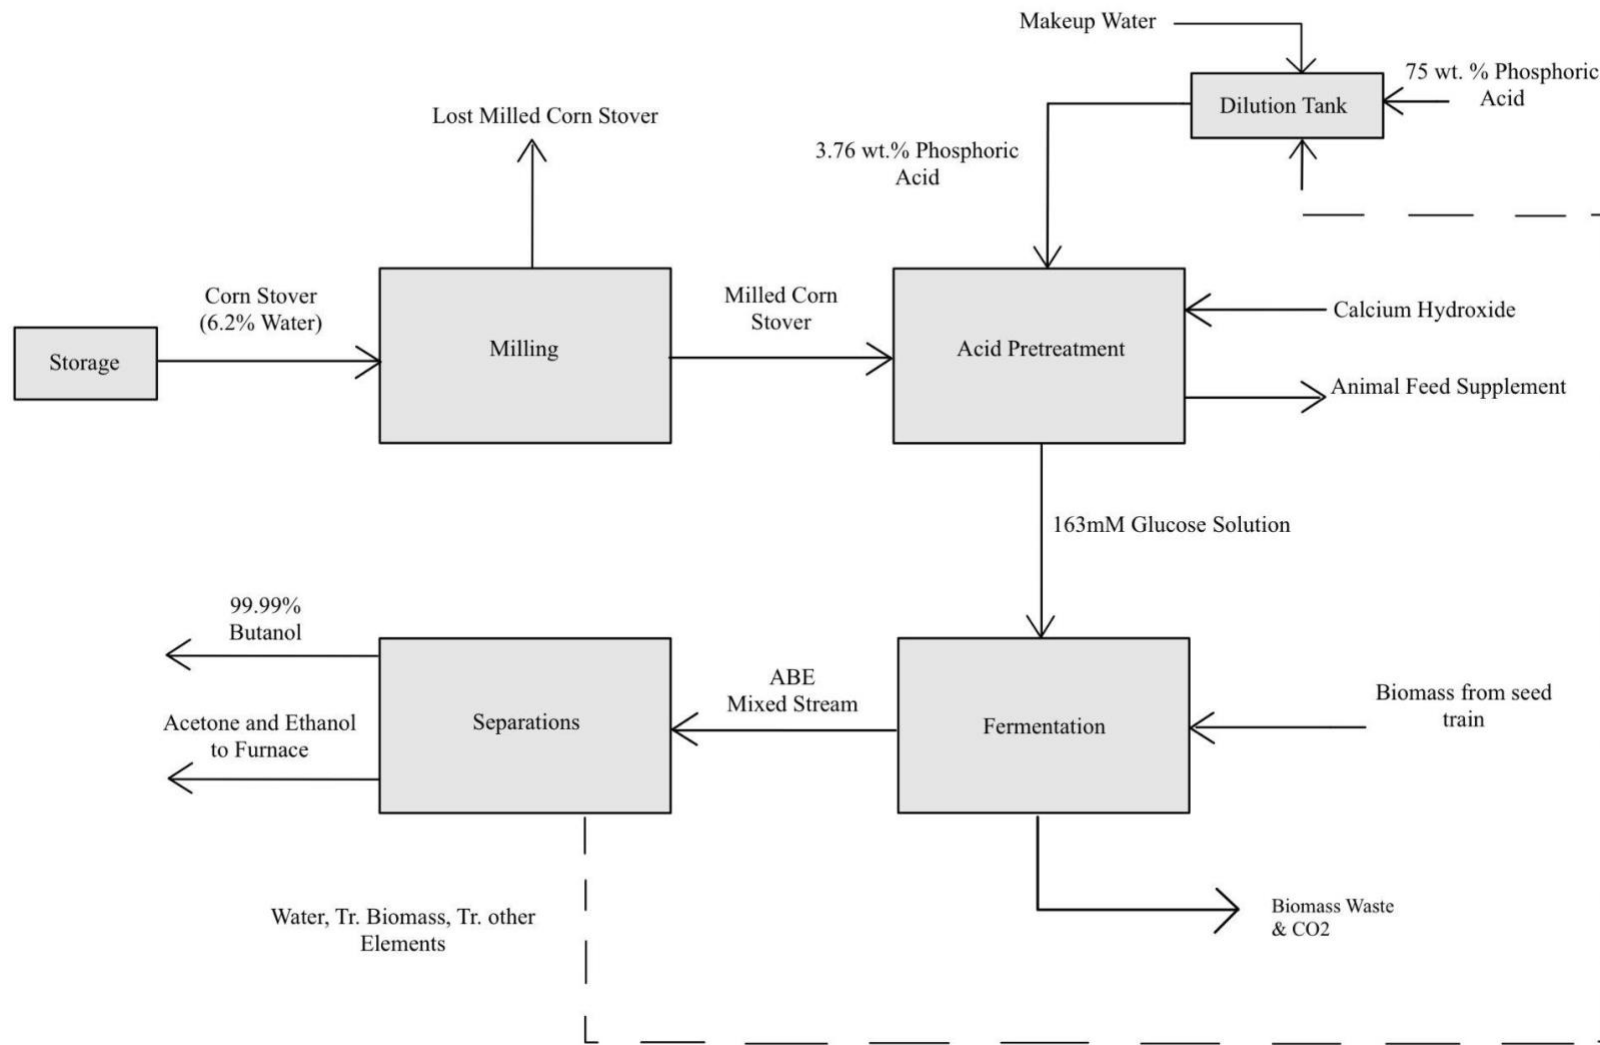 Makeup Water
75 wt. % Phosphoric
Acid
Dilution Tank
Lost Milled Corn Stover
3.76 wt.% Phosphoric
Acid
Corn Stover
(6.2% Water)
Milled Corn
Stover
Calcium Hydroxide
Storage
Milling
Acid Pretreatment
Animal Feed Supplement
163mM Glucose Solution
99.99%
Butanol
ABE
Mixed Stream
Biomass from seed
train
Acetone and Ethanol
to Furnace
Separations
Fermentation
Water, Tr. Biomass, Tr. other
Elements
Biomass Waste
& CO2